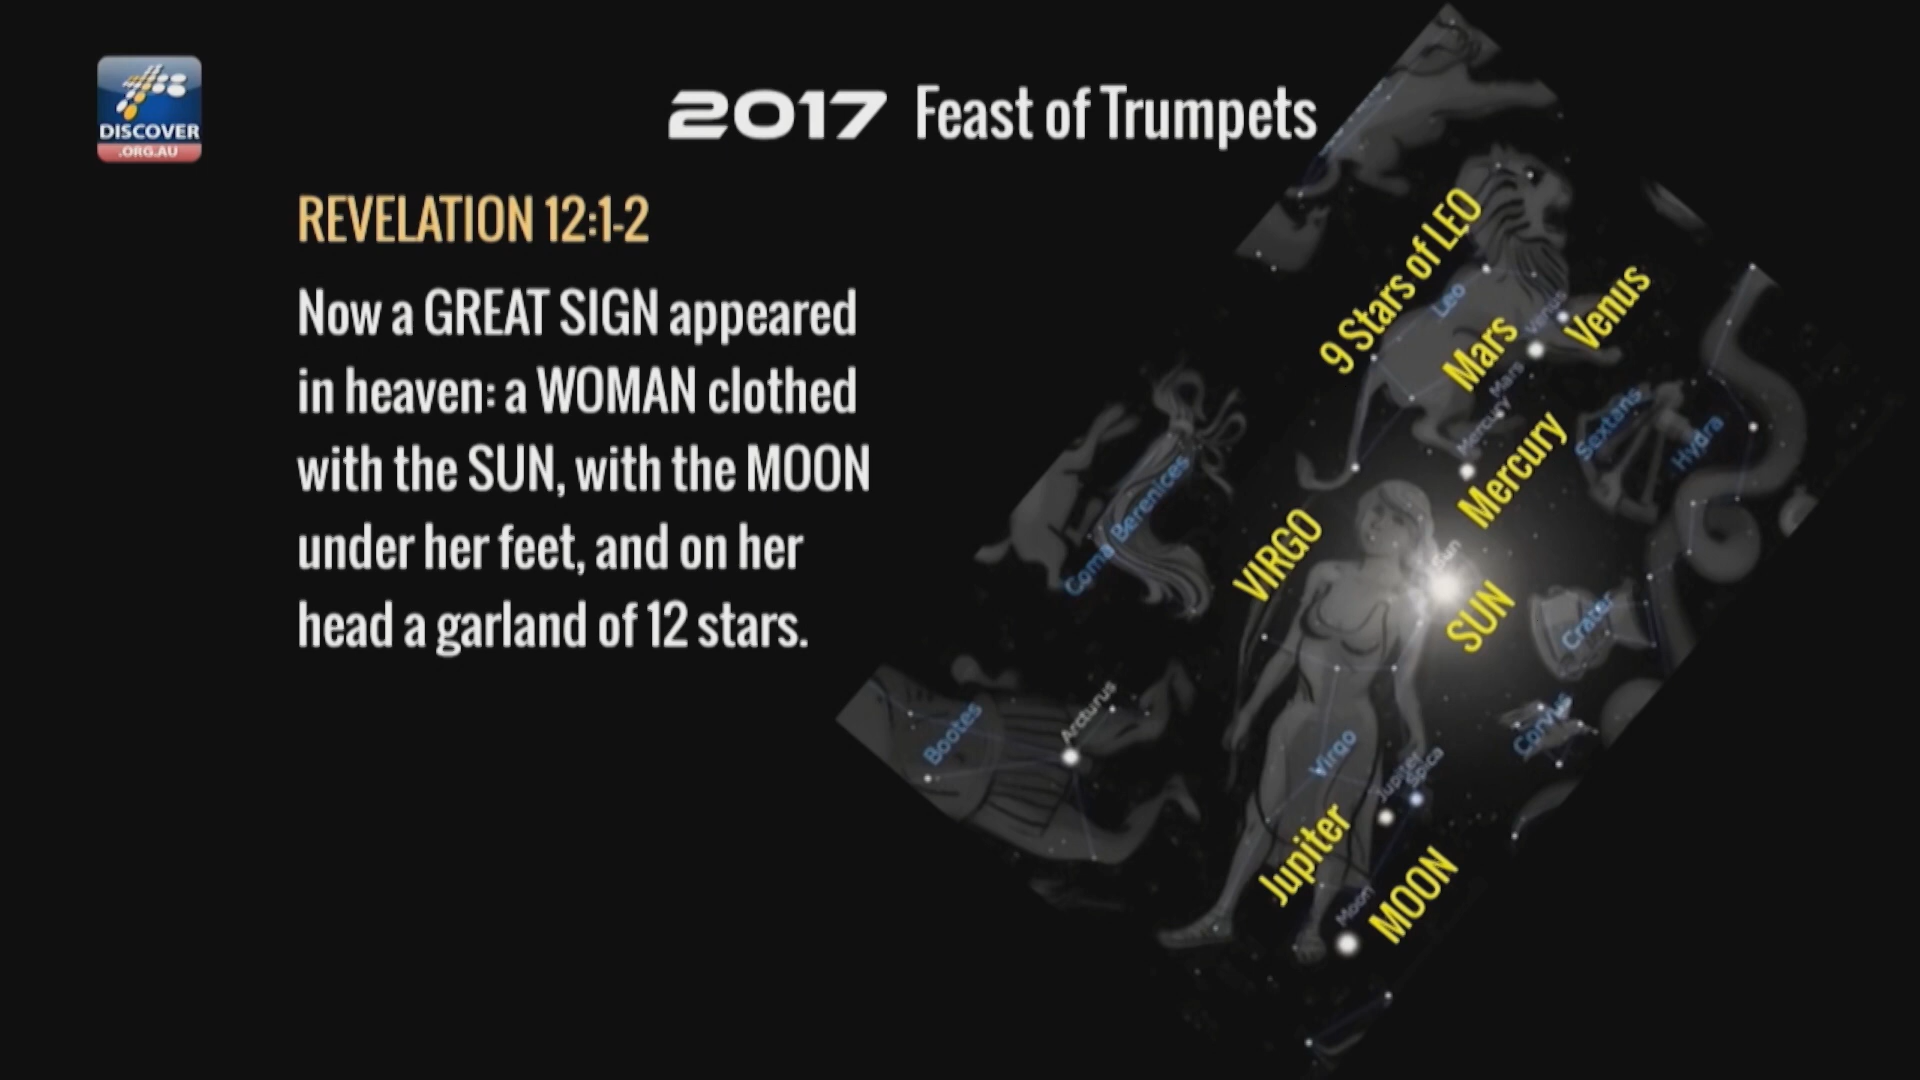 DISCOVER
.ORG.AU
2017 Feast of Trumpets
REVELATION 12:1-2
Now a GREAT SIGN appeared
in heaven: a WOMAN clothed
with the SUN, with the MOON
under her feet, and on her
head a garland of 12 stars.
9 Stars of LEO
Leo
Venus
Venus
Mars
Mars
Mercury
Mercury
Sextans
Hydra
Coma Berenices
VIRGO
Sun
SUN
Crater
Corvus
Bootes
Arcturus
Virgo
Jupiter
Spica
Jupiter
Moon
MOON